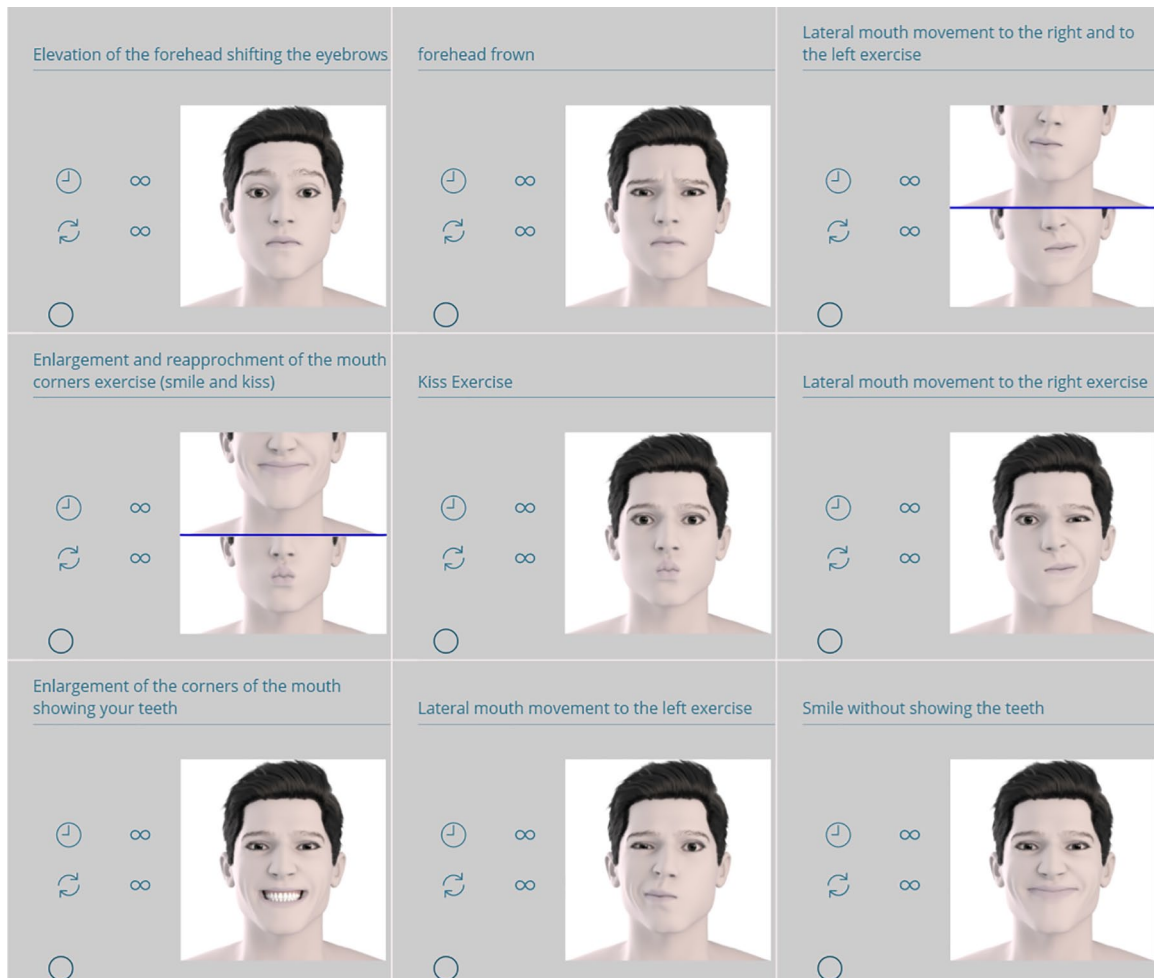 Elevation of the forehead shifting the eyebrows
forehead frown
Lateral mouth movement to the right and to
the left exercise
∞
∞
∞
∞
∞
∞
Enlargement and reapprochment of the mouth
corners exercise (smile and kiss)
Kiss Exercise
Lateral mouth movement to the right exercise
∞
∞
∞
∞
∞
∞
Enlargement of the corners of the mouth
showing your teeth
Lateral mouth movement to the left exercise
Smile without showing the teeth
∞
∞
∞
∞
∞
∞